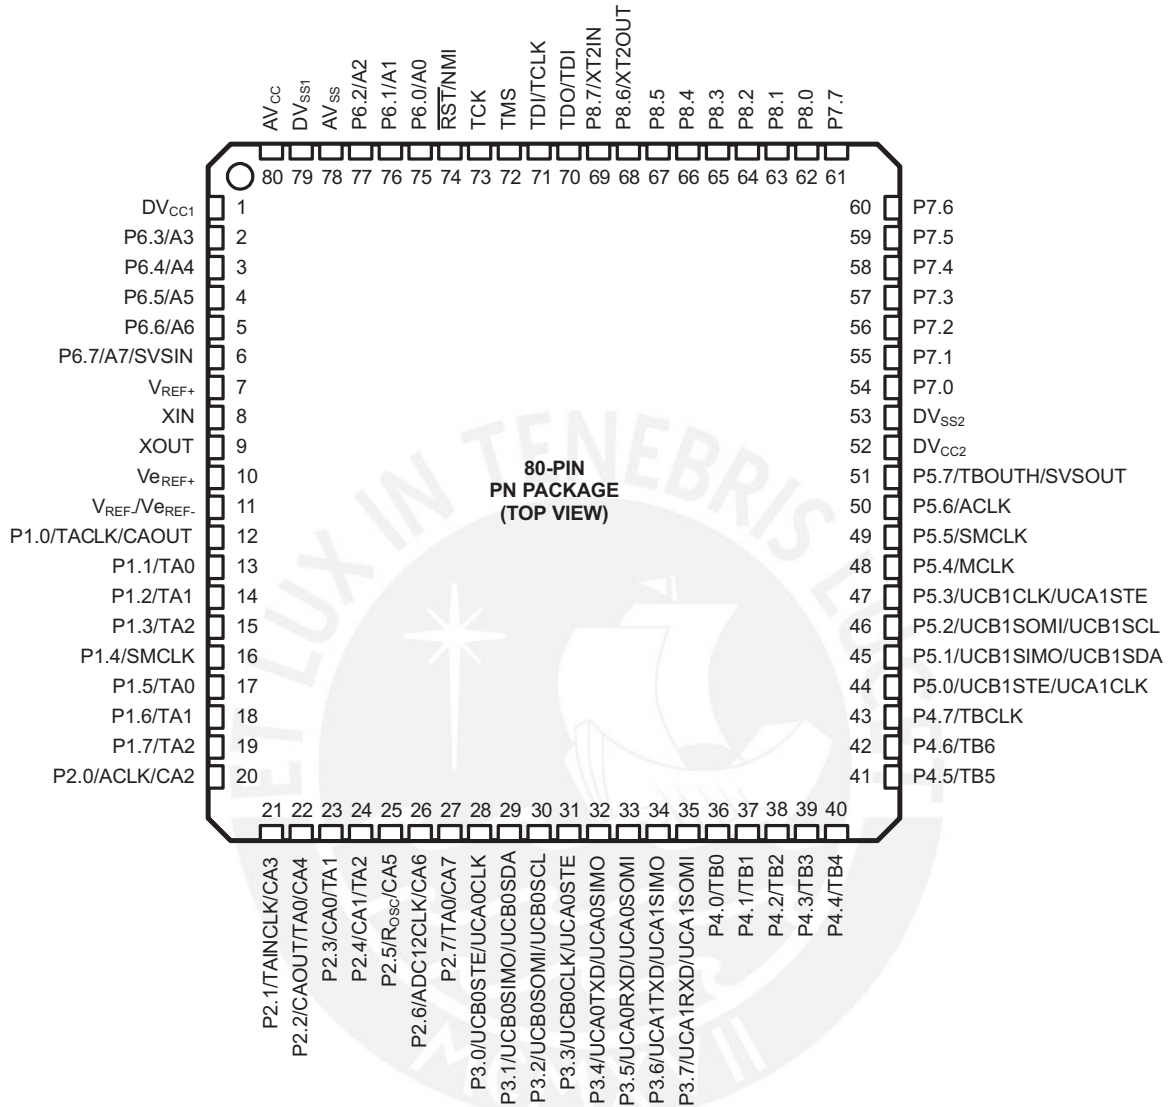 AVCC
DVSS1
AVSS
P6.2/A2
P6.1/A1
P6.0/A0
RST/NMI
TCK
TMS
TDI/TCLK
TDO/TDI
P8.7/XT2IN
P8.6/XT2OUT
P8.5
P8.4
P8.3
P8.2
P8.1
P8.0
P7.7
80 79 78 77 76 75 74 73 72 71 70 69 68 67 66 65 64 63 62 61
DVCC1 1
P6.3/A3 2
P6.4/A4 3
P6.5/A5 4
P6.6/A6 5
P6.7/A7/SVSIN 6
VREF+ 7
XIN 8
XOUT 9
VeREF+ 10
VREF-/VeREF- 11
P1.0/TACLK/CAOUT 12
P1.1/TA0 13
P1.2/TA1 14
P1.3/TA2 15
P1.4/SMCLK 16
P1.5/TA0 17
P1.6/TA1 18
P1.7/TA2 19
P2.0/ACLK/CA2 20
80-PIN
PN PACKAGE
(TOP VIEW)
60 P7.6
59 P7.5
58 P7.4
57 P7.3
56 P7.2
55 P7.1
54 P7.0
53 DVSS2
52 DVCC2
51 P5.7/TBOUTH/SVSOUT
50 P5.6/ACLK
49 P5.5/SMCLK
48 P5.4/MCLK
47 P5.3/UCB1CLK/UCA1STE
46 P5.2/UCB1SOMI/UCB1SCL
45 P5.1/UCB1SIMO/UCB1SDA
44 P5.0/UCB1STE/UCA1CLK
43 P4.7/TBCLK
42 P4.6/TB6
41 P4.5/TB5
21 22 23 24 25 26 27 28 29 30 31 32 33 34 35 36 37 38 39 40
P2.1/TAINCLK/CA3
P2.2/CAOUT/TA0/CA4
P2.3/CA0/TA1
P2.4/CA1/TA2
P2.5/ROSC/CA5
P2.6/ADC12CLK/CA6
P2.7/TA0/CA7
P3.0/UCB0STE/UCA0CLK
P3.1/UCB0SIMO/UCB0SDA
P3.2/UCB0SOMI/UCB0SCL
P3.3/UCB0CLK/UCA0STE
P3.4/UCA0TXD/UCA0SIMO
P3.5/UCA0RXD/UCA0SOMI
P3.6/UCA1TXD/UCA1SIMO
P3.7/UCA1RXD/UCA1SOMI
P4.0/TB0
P4.1/TB1
P4.2/TB2
P4.3/TB3
P4.4/TB4
ET LUX IN TENEBRIS LUCET